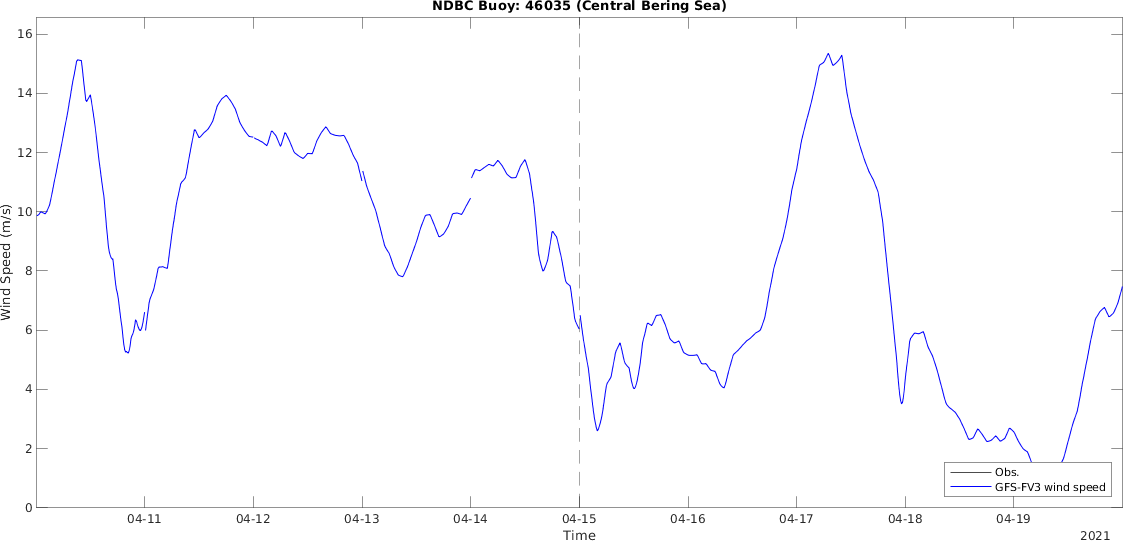 NDBC Buoy: 46035 (Central Bering Sea)
16
14
12
10
8
6
4
2
0
Wind Speed (m/s)
Obs.
GFS-FV3 wind speed
04-11 04-12 04-13 04-14 04-15 04-16 04-17 04-18 04-19
Time
2021